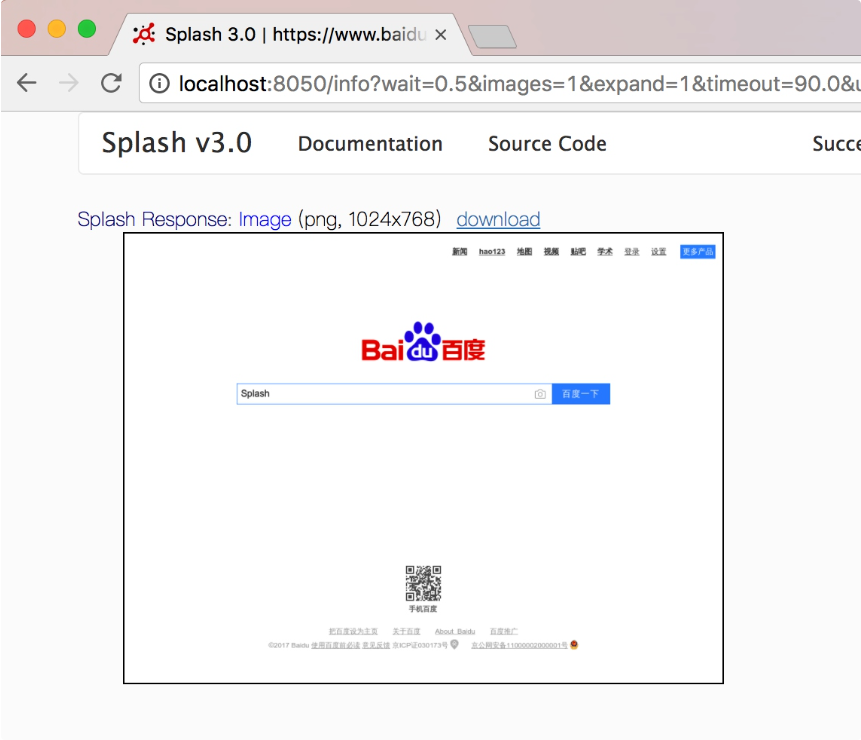 Splash 3.0 | https://www.baidu
localhost:8050/info?wait=0.5&images=1&expand=1&timeout=90.0&u
Splash v3.0 Documentation Source Code Succe
Splash Response: Image (png, 1024x768) download
新闻 hao123 地图 视频 贴吧 学术 登录 设置 更多产品
Bai du 百度
Splash 百度一下
手机百度
把百度设为主页 关于百度 About Baidu 百度推广
©2017 Baidu 使用百度前必读 意见反馈 京ICP证030173号 京公网安备11000002000001号